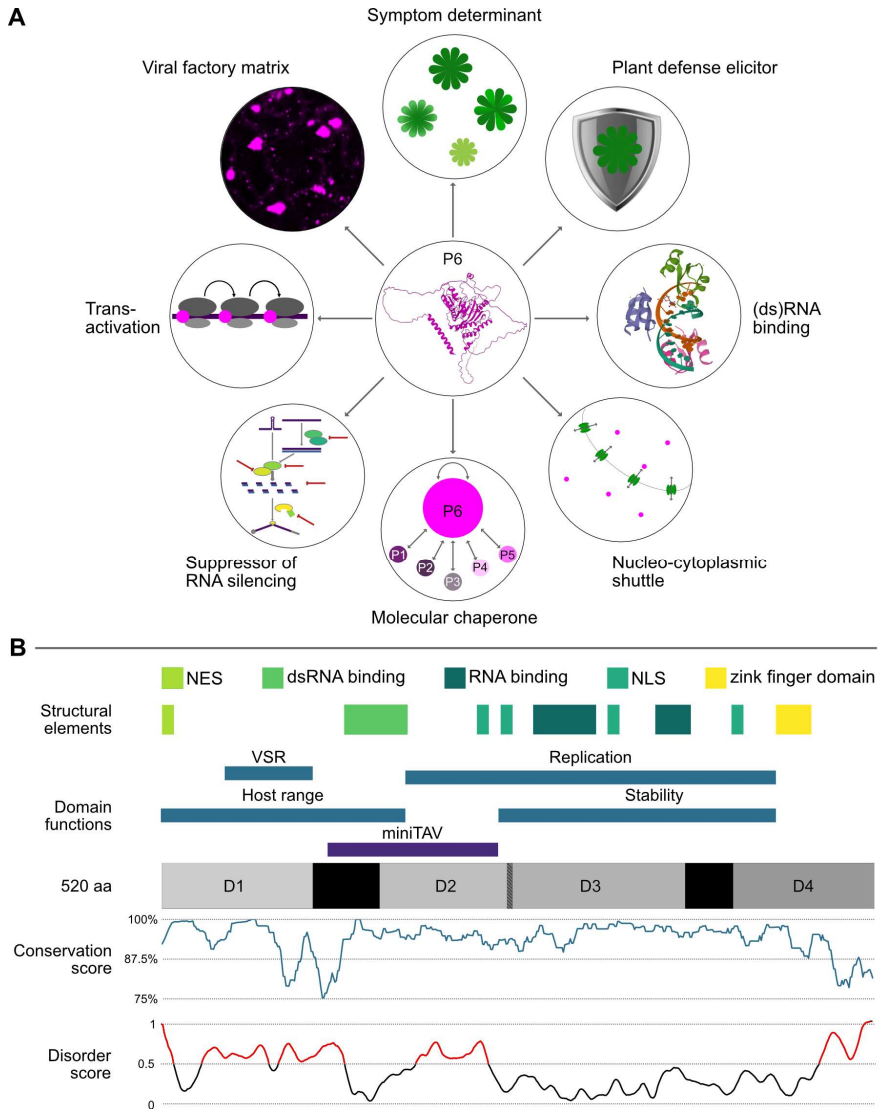 A
Symptom determinant
Viral factory matrix
Plant defense elicitor
P6
Trans-
activation
(ds)RNA
binding
P6
P1
P2
P3
P4
P5
Suppressor of
RNA silencing
Nucleo-cytoplasmic
shuttle
Molecular chaperone
B
NES
dsRNA binding
RNA binding
NLS
zink finger domain
Structural
elements
VSR
Replication
Domain
functions
Host range
Stability
miniTAV
520 aa
D1
D2
D3
D4
Conservation
score
100%
87.5%
75%
Disorder
score
1
0.5
0